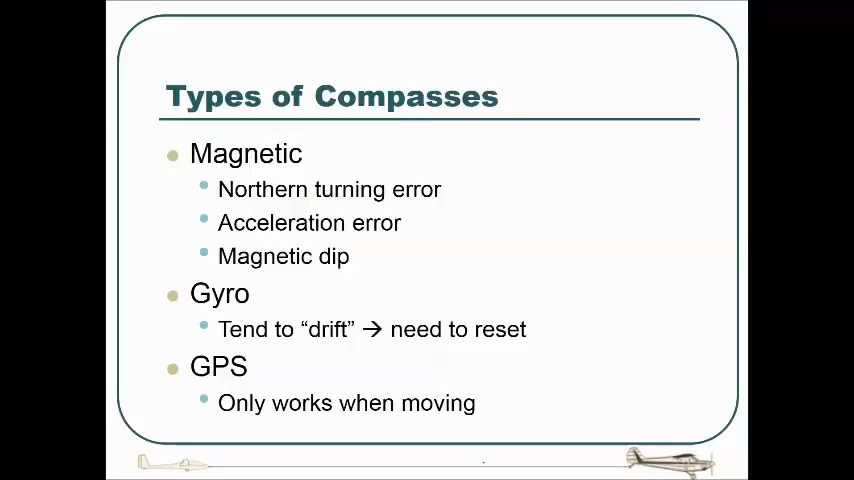 Types of Compasses
Magnetic
Northern turning error
Acceleration error
Magnetic dip
Gyro
Tend to “drift” → need to reset
GPS
Only works when moving